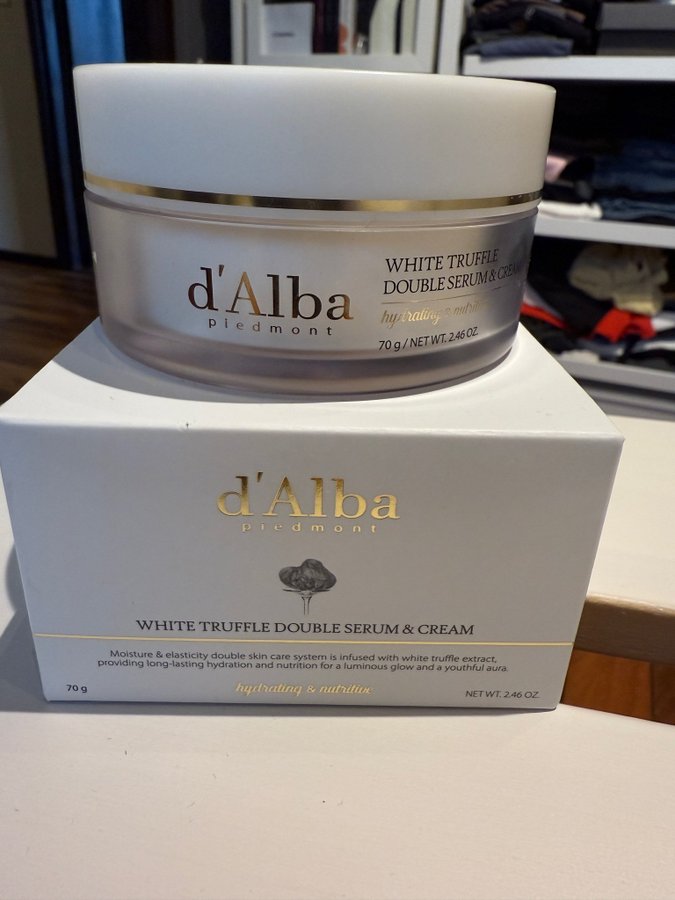 d'Alba
piedmont
WHITE TRUFFLE
DOUBLE SERUM & CREAM
hydrating & nutritive
70 g / NET WT. 2.46 OZ.
d'Alba
piedmont
WHITE TRUFFLE DOUBLE SERUM & CREAM
Moisture & elasticity double skin care system is infused with white truffle extract,
providing long-lasting hydration and nutrition for a luminous glow and a youthful aura.
70 g
hydrating & nutritive
NET WT. 2.46 OZ.